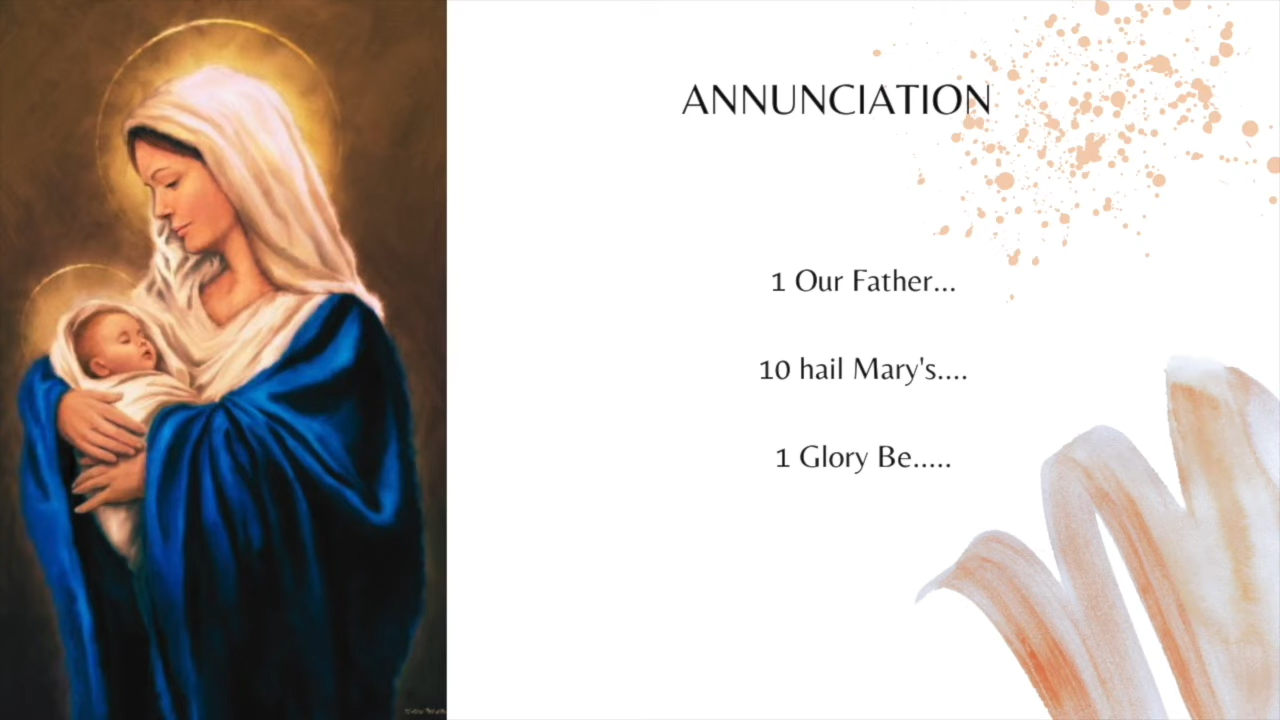 ANNUNCIATION
1 Our Father...
10 hail Mary's....
1 Glory Be.....